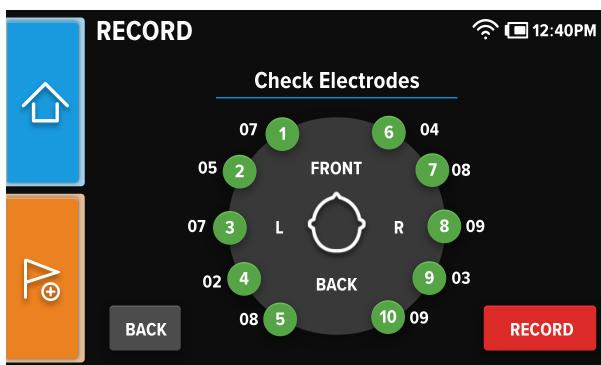 RECORD 12:40PM
Check Electrodes
07 1 6 04
05 2 FRONT 7 08
07 3 L R 8 09
02 4 BACK 9 03
08 5 10 09
BACK RECORD